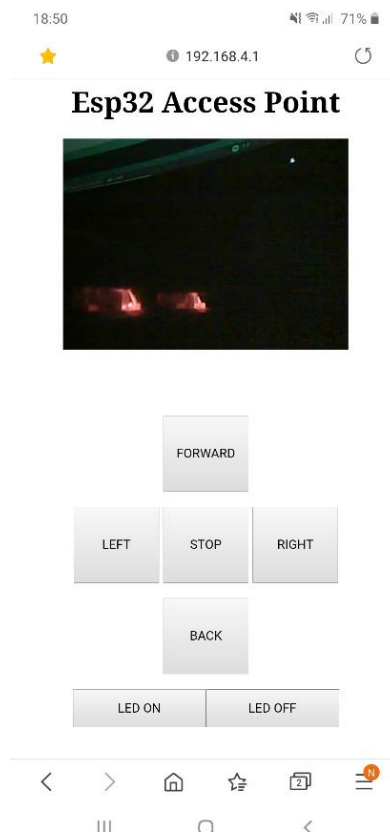 18:50 71%
192.168.4.1
Esp32 Access Point
FORWARD
LEFT STOP RIGHT
BACK
LED ON LED OFF
2 N